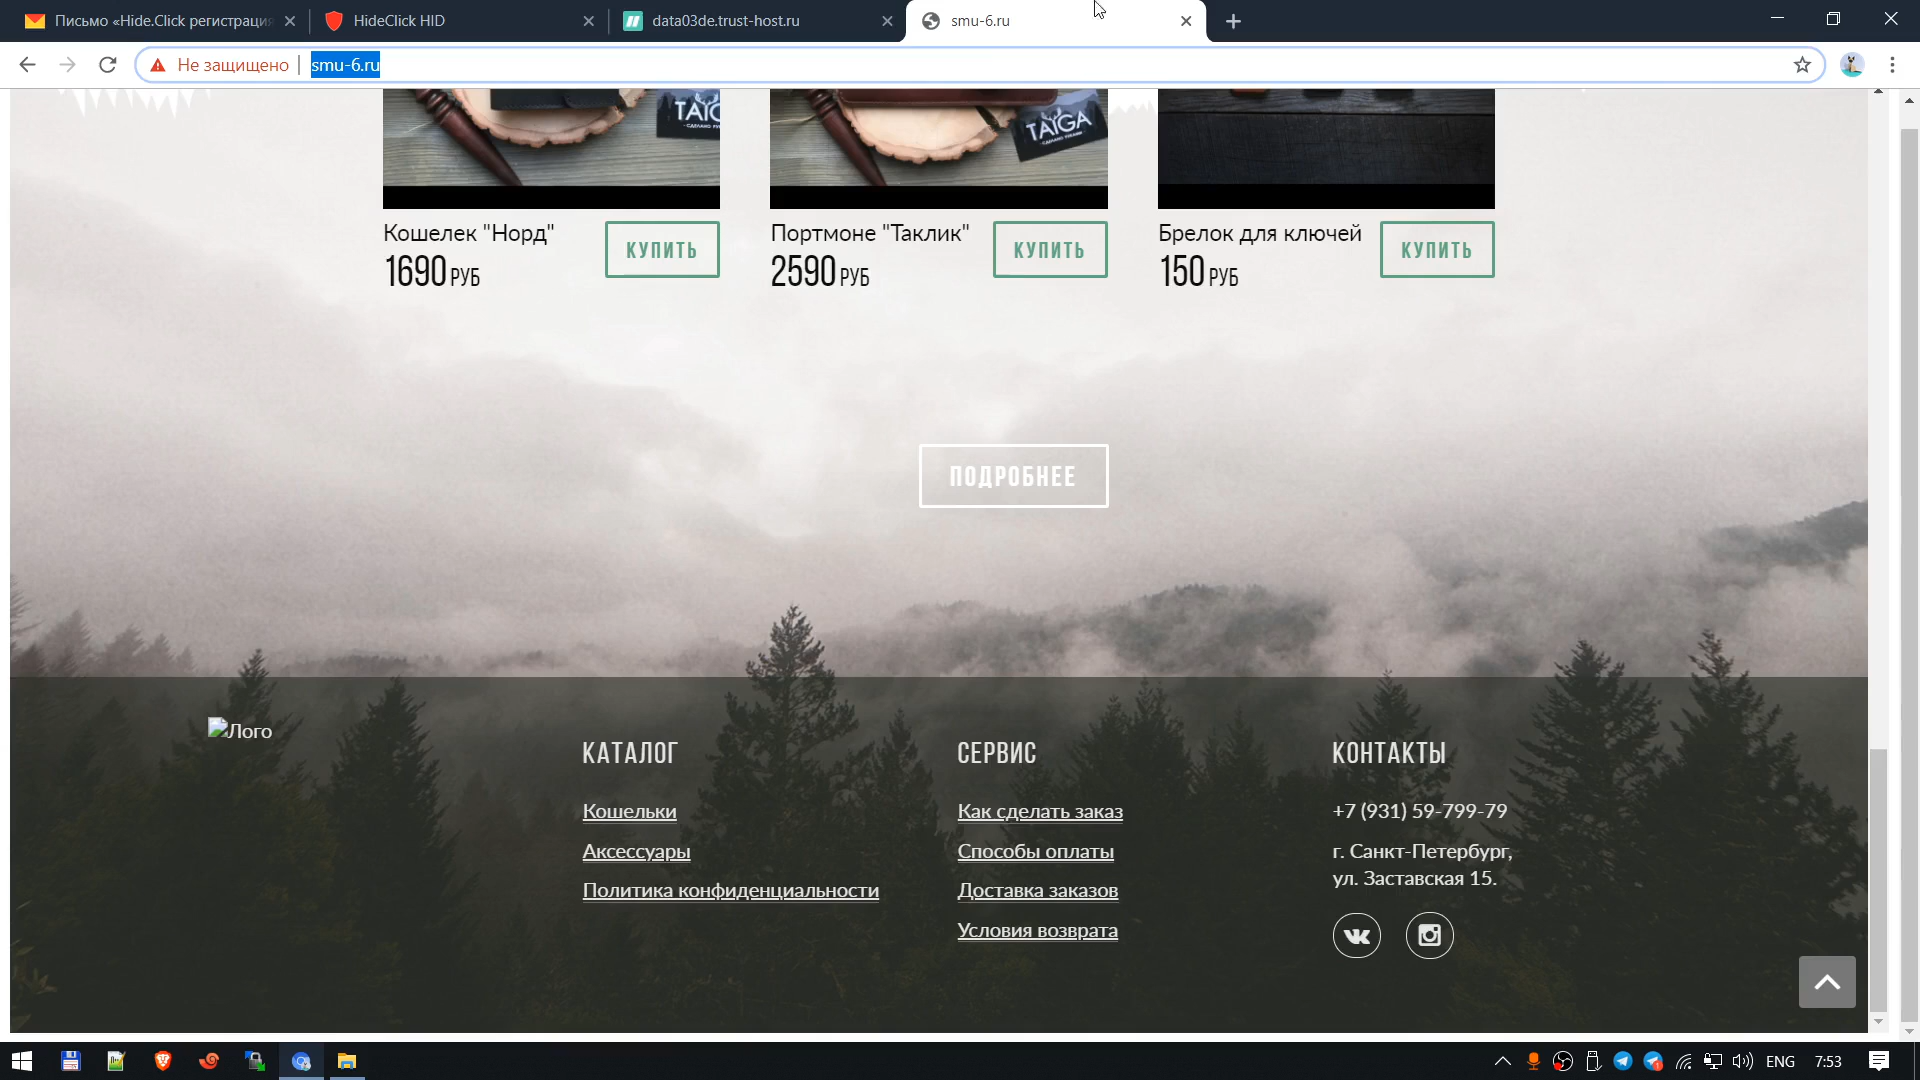 Письмо «Hide.Click регистрация
HideClick HID
data03de.trust-host.ru
smu-6.ru
Не защищено
smu-6.ru
TAIGA
TAIGA
Кошелек "Норд"
1690 РУБ
КУПИТЬ
Портмоне "Таклик"
2590 РУБ
КУПИТЬ
Брелок для ключей
150 РУБ
КУПИТЬ
ПОДРОБНЕЕ
Лого
КАТАЛОГ
Кошельки
Аксессуары
Политика конфиденциальности
СЕРВИС
Как сделать заказ
Способы оплаты
Доставка заказов
Условия возврата
КОНТАКТЫ
+7 (931) 59-799-79
г. Санкт-Петербург,
ул. Заставская 15.
ENG
7:53